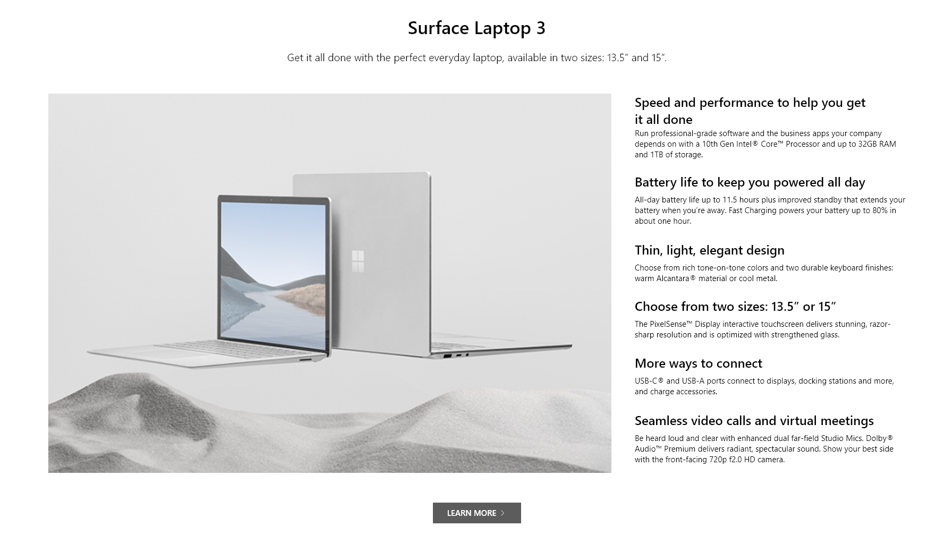 Surface Laptop 3
Get it all done with the perfect everyday laptop, available in two sizes: 13.5” and 15”.
Speed and performance to help you get
it all done
Run professional-grade software and the business apps your company
depends on with a 10th Gen Intel® Core™ Processor and up to 32GB RAM
and 1TB of storage.
Battery life to keep you powered all day
All-day battery life up to 11.5 hours plus improved standby that extends your
battery when you're away. Fast Charging powers your battery up to 80% in
about one hour.
Thin, light, elegant design
Choose from rich tone-on-tone colors and two durable keyboard finishes:
warm Alcantara® material or cool metal.
Choose from two sizes: 13.5” or 15”
The PixelSense™ Display interactive touchscreen delivers stunning, razor-
sharp resolution and is optimized with strengthened glass.
More ways to connect
USB-C® and USB-A ports connect to displays, docking stations and more,
and charge accessories.
Seamless video calls and virtual meetings
Be heard loud and clear with enhanced dual far-field Studio Mics. Dolby®
Audio™ Premium delivers radiant, spectacular sound. Show your best side
with the front-facing 720p f2.0 HD camera.
LEARN MORE >